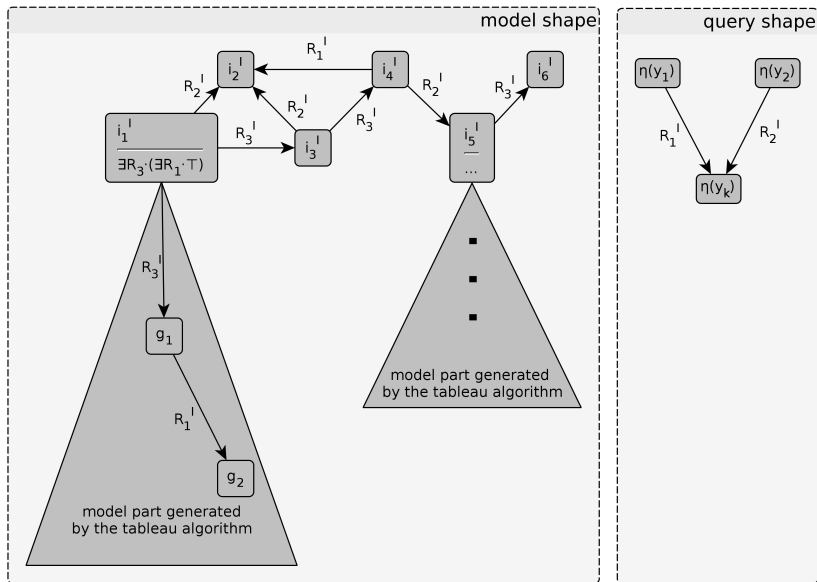 model shape
query shape
R₁ᴵ
i₂ᴵ
i₄ᴵ
i₆ᴵ
R₂ᴵ
R₂ᴵ
R₃ᴵ
R₂ᴵ
R₃ᴵ
i₁ᴵ
∃R₃·(∃R₁·⊤)
R₃ᴵ
i₃ᴵ
i₅ᴵ
...
R₃ᴵ
g₁
R₁ᴵ
g₂
model part generated
by the tableau algorithm
model part generated
by the tableau algorithm
η(y₁)
η(y₂)
R₁ᴵ
R₂ᴵ
η(yₖ)